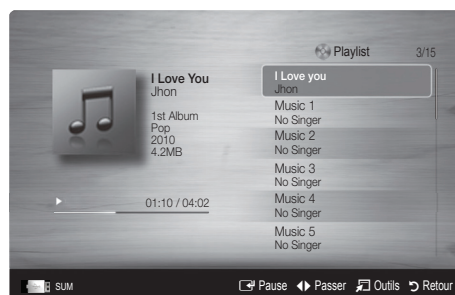 Playlist 3/15
I Love You
Jhon
1st Album
Pop
2010
4.2MB
01:10 / 04:02
I Love you
Jhon
Music 1
No Singer
Music 2
No Singer
Music 3
No Singer
Music 4
No Singer
Music 5
No Singer
SUM Pause Passer Outils Retour